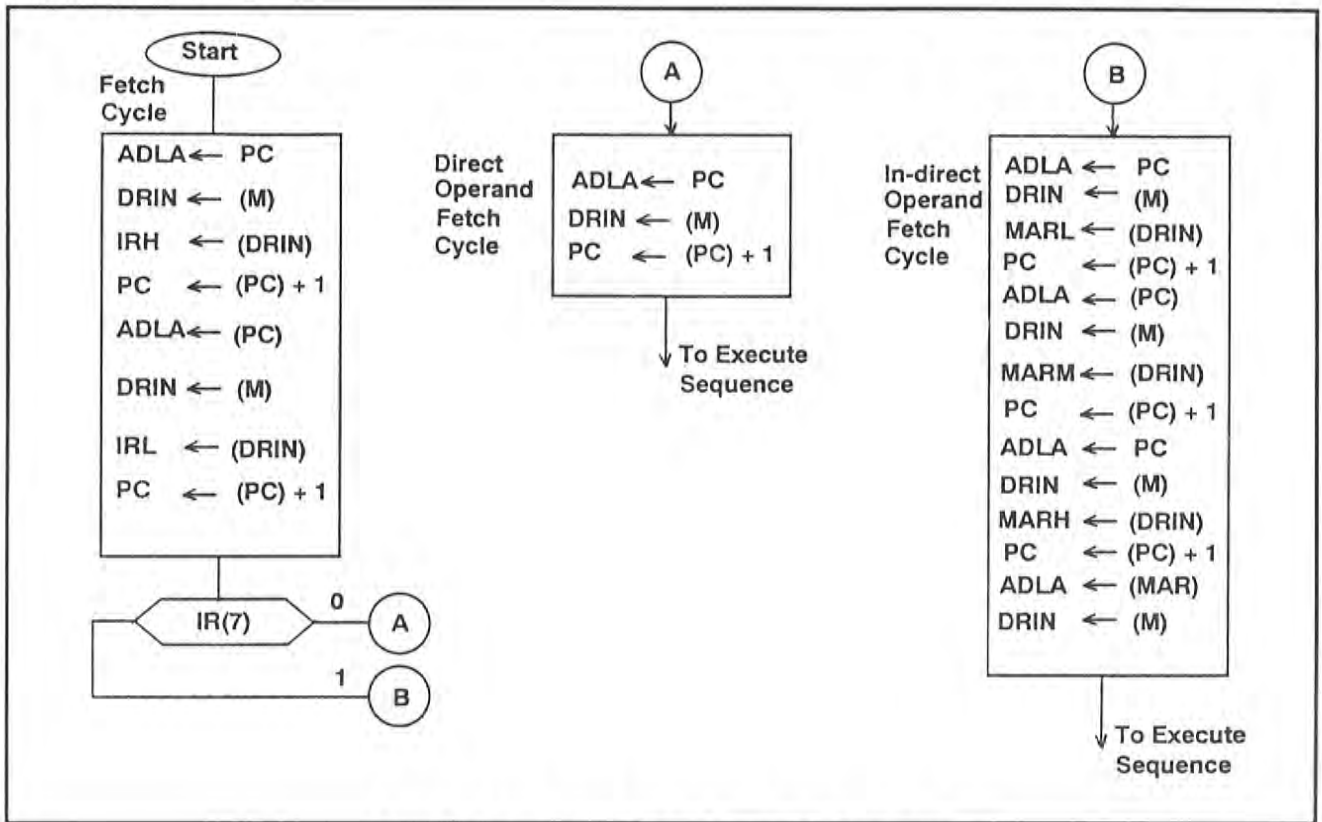 Start
Fetch
Cycle
ADLA ← PC
DRIN ← (M)
IRH ← (DRIN)
PC ← (PC) + 1
ADLA ← (PC)
DRIN ← (M)
IRL ← (DRIN)
PC ← (PC) + 1
IR(7)
0
A
1
B
A
Direct
Operand
Fetch
Cycle
ADLA ← PC
DRIN ← (M)
PC ← (PC) + 1
To Execute
Sequence
B
In-direct
Operand
Fetch
Cycle
ADLA ← PC
DRIN ← (M)
MARL ← (DRIN)
PC ← (PC) + 1
ADLA ← (PC)
DRIN ← (M)
MARM ← (DRIN)
PC ← (PC) + 1
ADLA ← PC
DRIN ← (M)
MARH ← (DRIN)
PC ← (PC) + 1
ADLA ← (MAR)
DRIN ← (M)
To Execute
Sequence